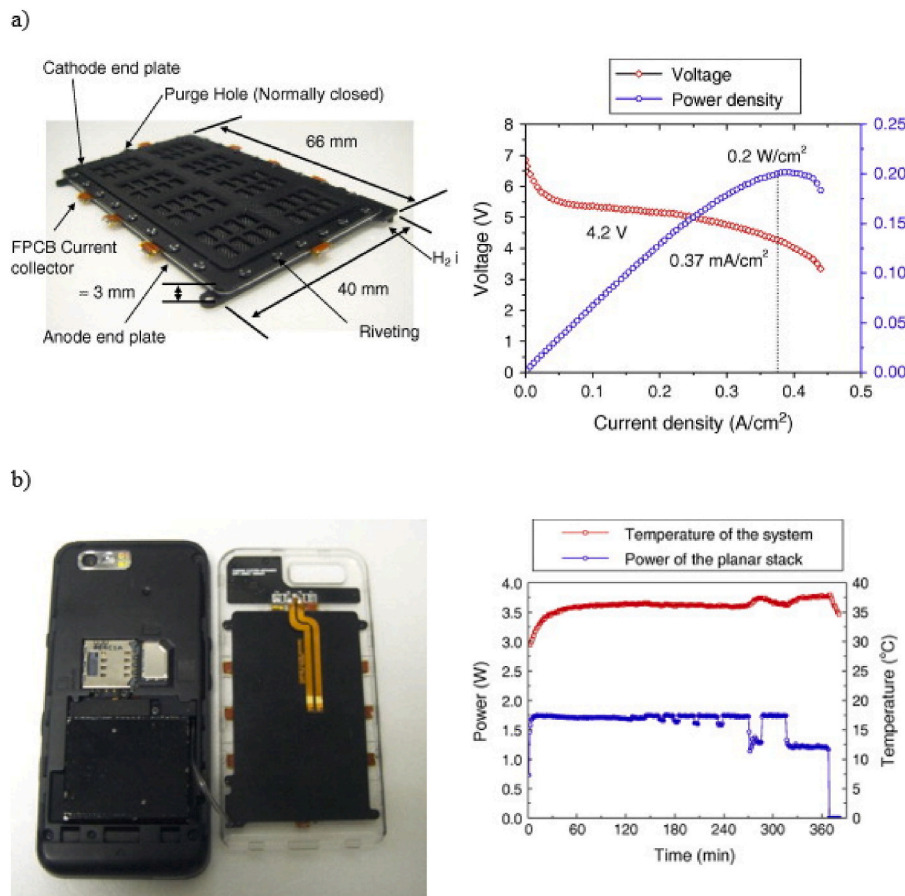 a)
Cathode end plate
Purge Hole (Normally closed)
66 mm
FPCB Current
collector
H2 i
≈ 3 mm
40 mm
Anode end plate
Riveting
Voltage
Power density
8
7
6
5
4
3
2
1
0
Voltage (V)
0.25
0.20
0.15
0.10
0.05
0.00
0.2 W/cm²
4.2 V
0.37 mA/cm²
0.0 0.1 0.2 0.3 0.4 0.5
Current density (A/cm²)
b)
Temperature of the system
Power of the planar stack
4.0
3.5
3.0
2.5
2.0
1.5
1.0
0.5
0.0
Power (W)
40
35
30
25
20
15
10
5
0
Temperature (°C)
0 60 120 180 240 300 360
Time (min)